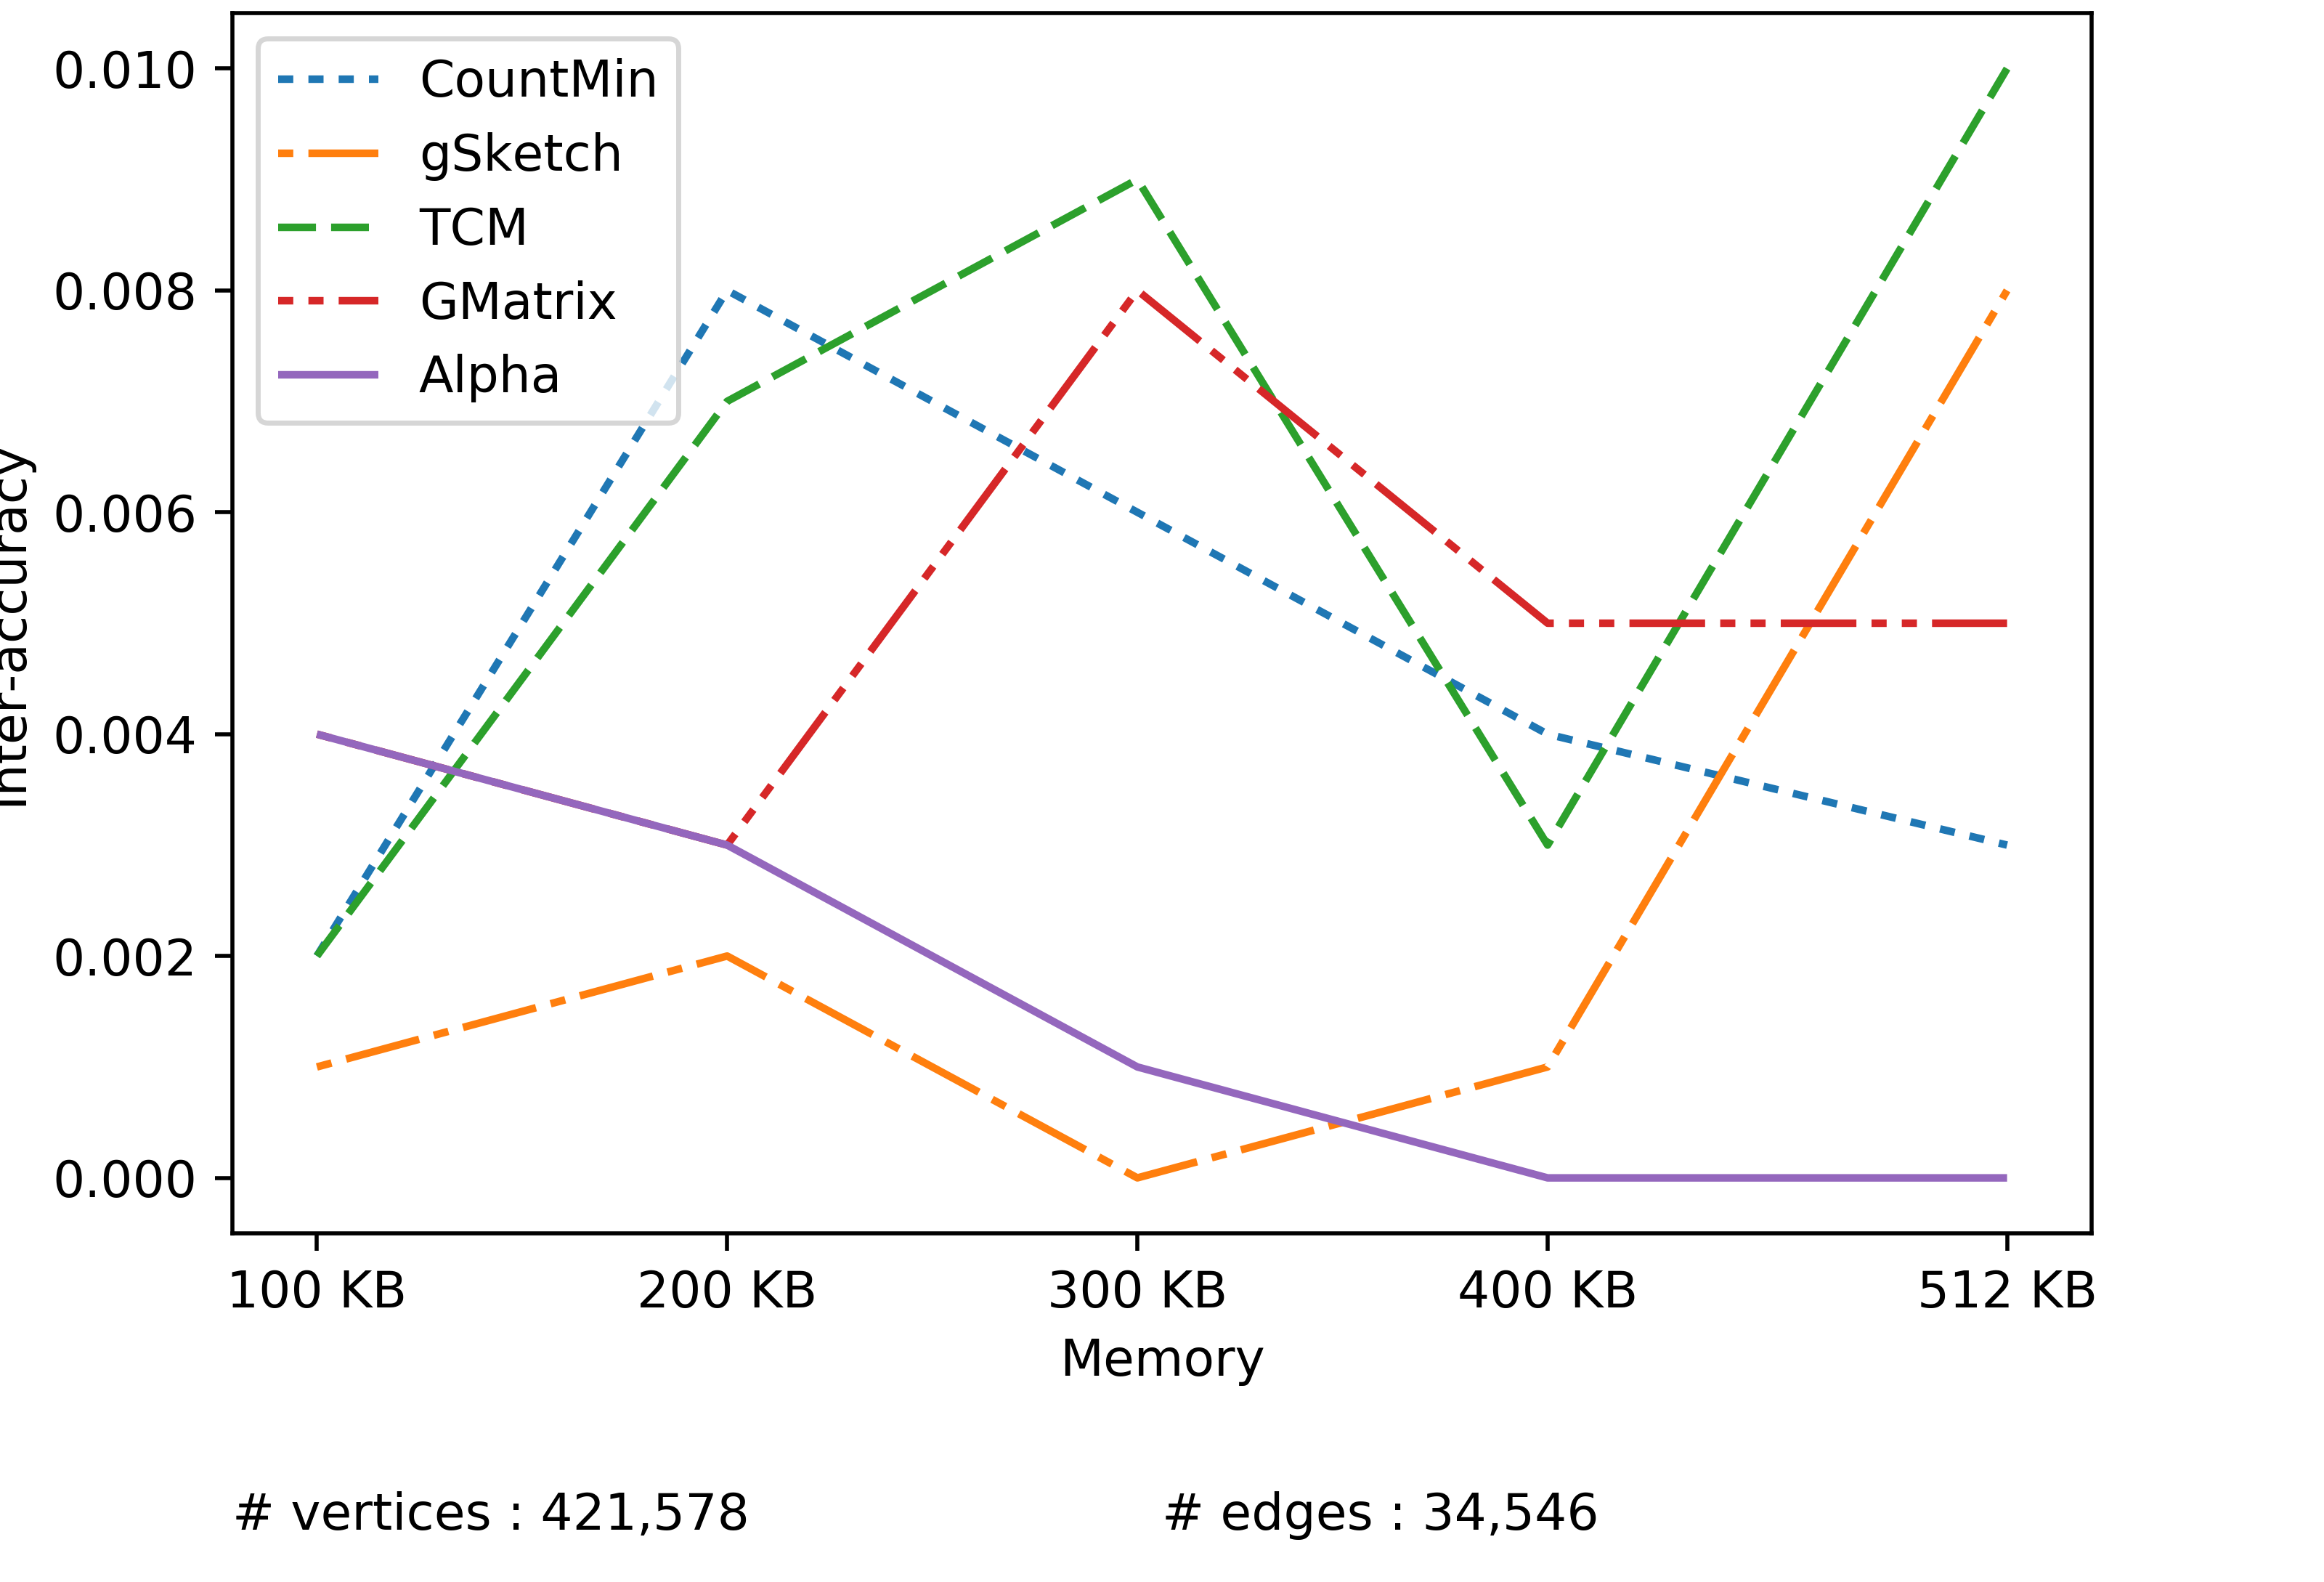 0.010
0.008
0.006
0.004
0.002
0.000
Inter-accuracy
CountMin
gSketch
TCM
GMatrix
Alpha
100 KB 200 KB 300 KB 400 KB 512 KB
Memory
# vertices : 421,578 # edges : 34,546